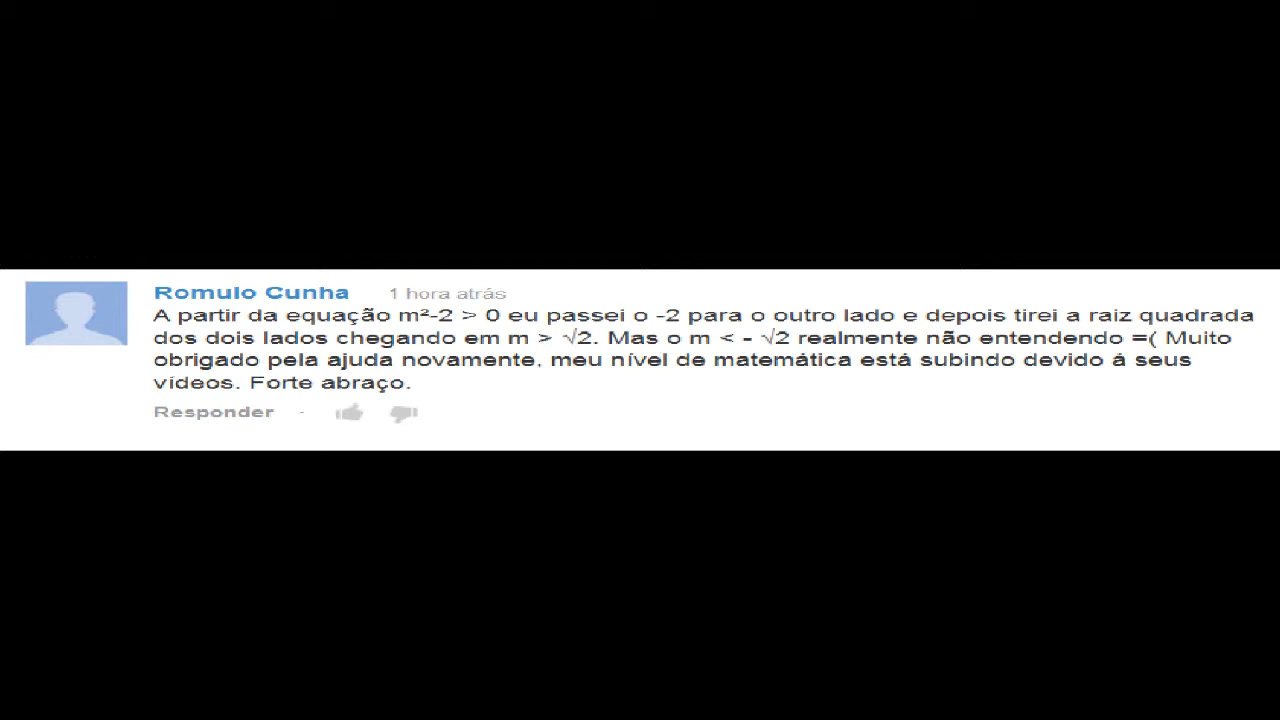 Romulo Cunha 1 hora atrás
A partir da equação m²-2 > 0 eu passei o -2 para o outro lado e depois tirei a raiz quadrada
dos dois lados chegando em m > √2. Mas o m < - √2 realmente não entendendo =( Muito
obrigado pela ajuda novamente, meu nível de matemática está subindo devido á seus
vídeos. Forte abraço.
Responder ·